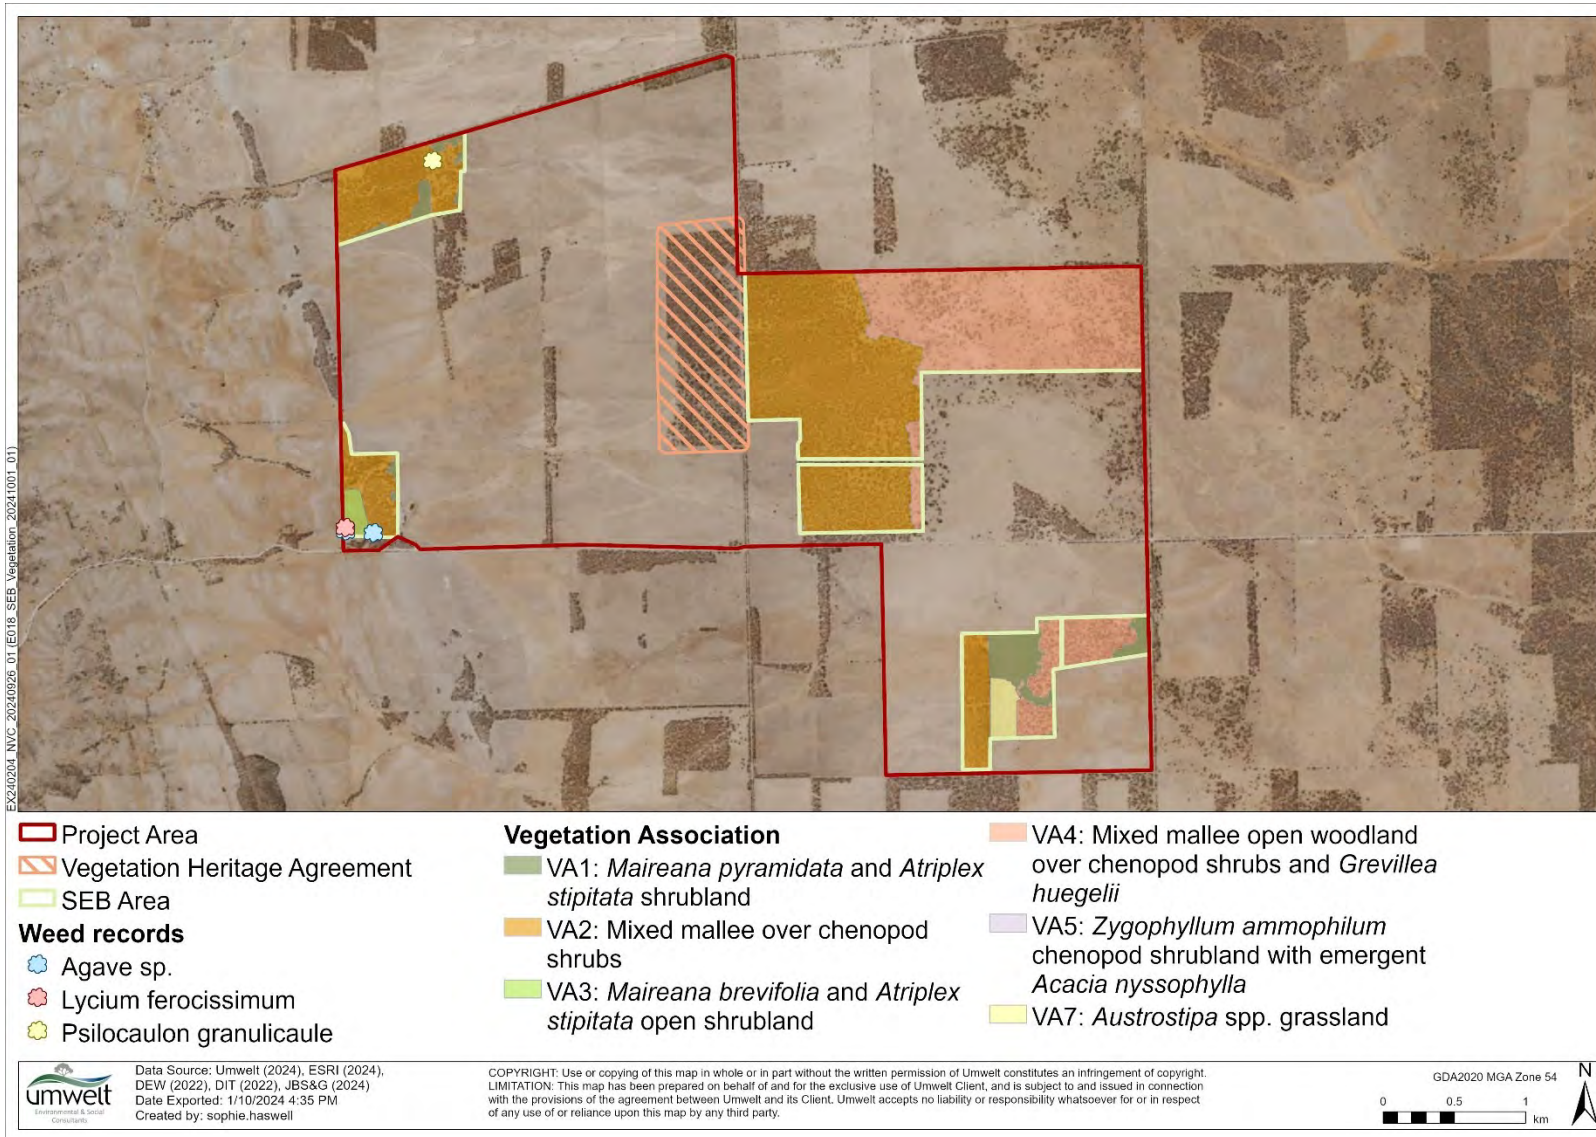 EX240204_NVC_20240926_01 (E018_SEB_Vegetation_20241001_01)
Project Area
Vegetation Heritage Agreement
SEB Area
Weed records
Agave sp.
Lycium ferocissimum
Psilocaulon granulicaule
Vegetation Association
VA1: Maireana pyramidata and Atriplex
stipitata shrubland
VA2: Mixed mallee over chenopod
shrubs
VA3: Maireana brevifolia and Atriplex
stipitata open shrubland
VA4: Mixed mallee open woodland
over chenopod shrubs and Grevillea
huegelii
VA5: Zygophyllum ammophilum
chenopod shrubland with emergent
Acacia nyssophylla
VA7: Austrostipa spp. grassland
umwelt
Environmental & Social
Consultants
Data Source: Umwelt (2024), ESRI (2024),
DEW (2022), DIT (2022), JBS&G (2024)
Date Exported: 1/10/2024 4:35 PM
Created by: sophie.haswell
COPYRIGHT: Use or copying of this map in whole or in part without the written permission of Umwelt constitutes an infringement of copyright.
LIMITATION: This map has been prepared on behalf of and for the exclusive use of Umwelt Client, and is subject to and issued in connection
with the provisions of the agreement between Umwelt and its Client. Umwelt accepts no liability or responsibility whatsoever for or in respect
of any use of or reliance upon this map by any third party.
GDA2020 MGA Zone 54
N
0 0.5 1
km